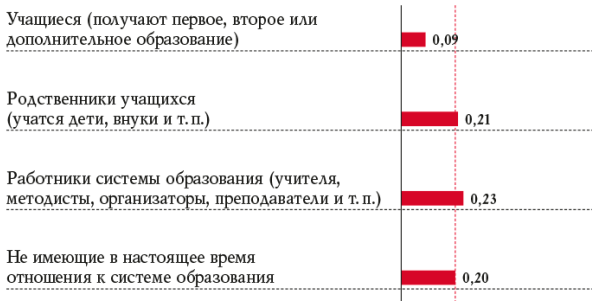 Учащиеся (получают первое, второе или
дополнительное образование)
0,09
Родственники учащихся
(учатся дети, внуки и т. п.)
0,21
Работники системы образования (учителя,
методисты, организаторы, преподаватели и т. п.)
0,23
Не имеющие в настоящее время
отношения к системе образования
0,20